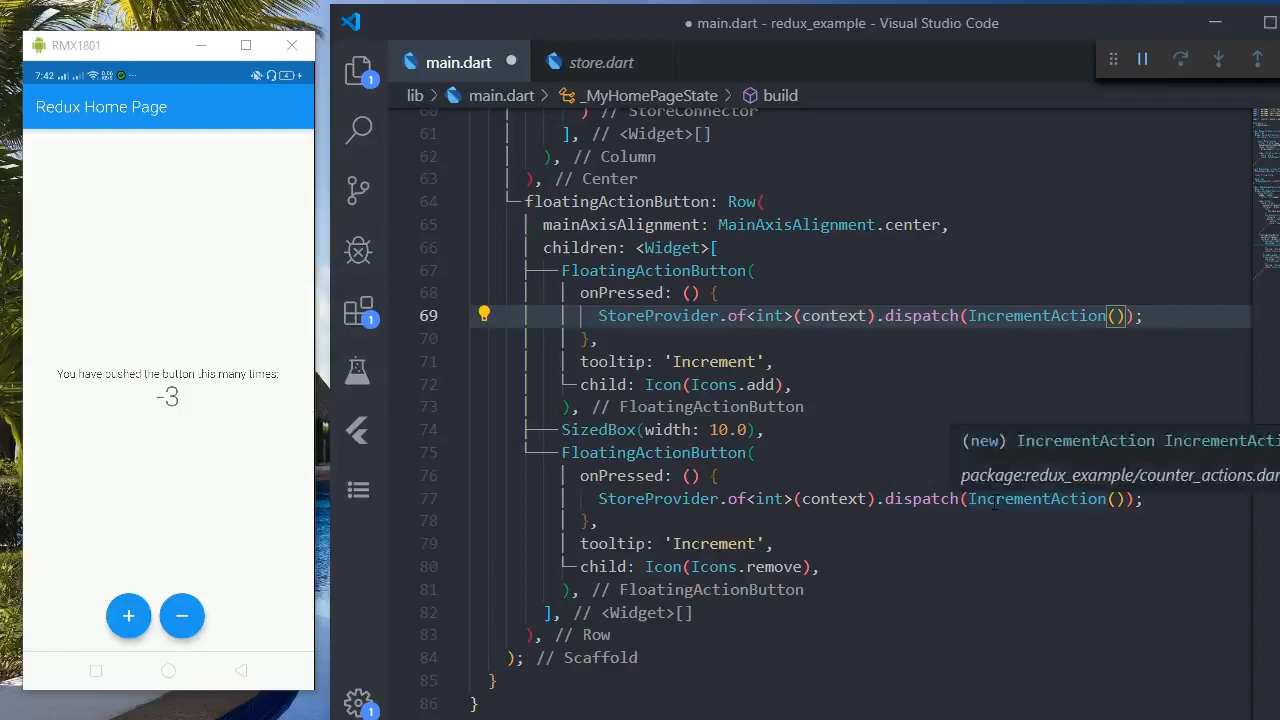 RMX1801
7:42
4
Redux Home Page
You have pushed the button this many times:
-3
main.dart - redux_example - Visual Studio Code
main.dart
store.dart
lib > main.dart > _MyHomePageState > build
60 ) // StoreConnector
61 ], // <Widget>[]
62 ), // Column
63 ), // Center
64 floatingActionButton: Row(
65 mainAxisAlignment: MainAxisAlignment.center,
66 children: <Widget>[
67 FloatingActionButton(
68 onPressed: () {
69 StoreProvider.of<int>(context).dispatch(IncrementAction());
70 },
71 tooltip: 'Increment',
72 child: Icon(Icons.add),
73 ), // FloatingActionButton
74 SizedBox(width: 10.0),
75 FloatingActionButton(
76 onPressed: () {
77 StoreProvider.of<int>(context).dispatch(IncrementAction());
78 },
79 tooltip: 'Increment',
80 child: Icon(Icons.remove),
81 ), // FloatingActionButton
82 ], // <Widget>[]
83 ), // Row
84 ); // Scaffold
85 }
86 }
(new) IncrementAction IncrementActi
package:redux_example/counter_actions.dar
1
1
1
1